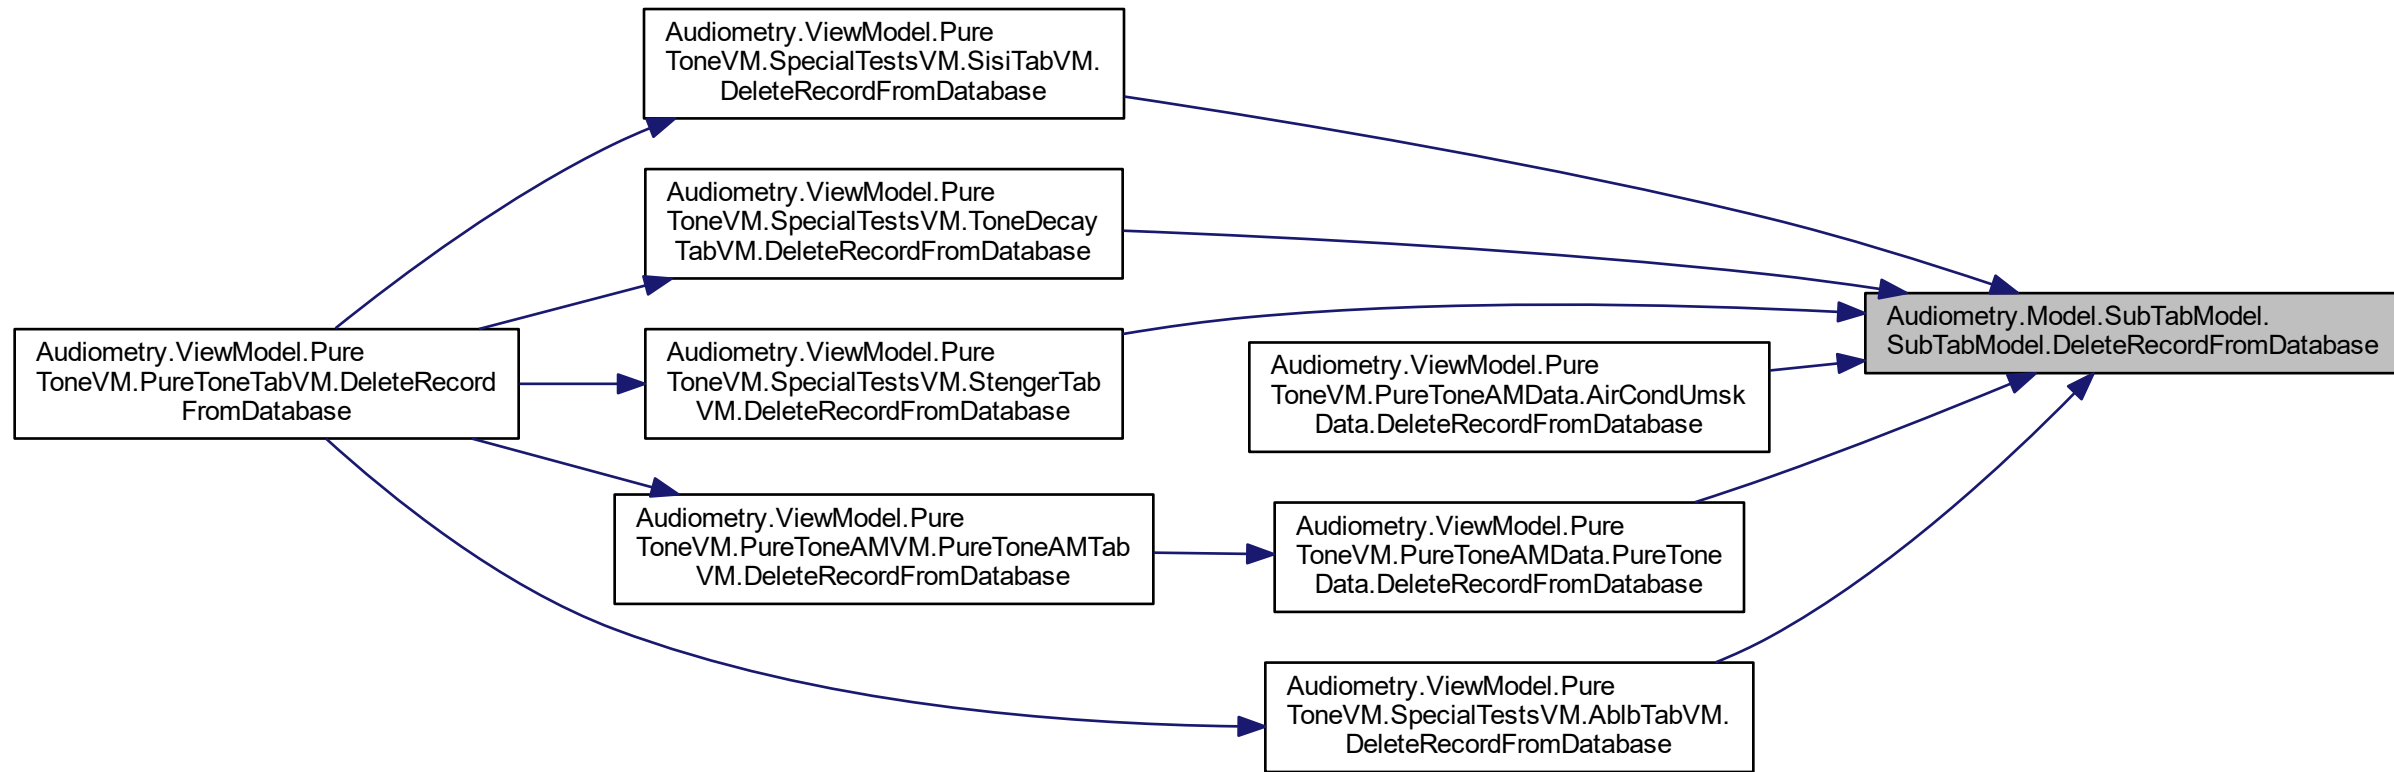 Audiometry.ViewModel.Pure
ToneVM.SpecialTestsVM.SisiTabVM.
DeleteRecordFromDatabase
Audiometry.ViewModel.Pure
ToneVM.SpecialTestsVM.ToneDecay
TabVM.DeleteRecordFromDatabase
Audiometry.ViewModel.Pure
ToneVM.PureToneTabVM.DeleteRecord
FromDatabase
Audiometry.ViewModel.Pure
ToneVM.SpecialTestsVM.StengerTab
VM.DeleteRecordFromDatabase
Audiometry.ViewModel.Pure
ToneVM.PureToneAMData.AirCondUmsk
Data.DeleteRecordFromDatabase
Audiometry.Model.SubTabModel.
SubTabModel.DeleteRecordFromDatabase
Audiometry.ViewModel.Pure
ToneVM.PureToneAMVM.PureToneAMTab
VM.DeleteRecordFromDatabase
Audiometry.ViewModel.Pure
ToneVM.PureToneAMData.PureTone
Data.DeleteRecordFromDatabase
Audiometry.ViewModel.Pure
ToneVM.SpecialTestsVM.AblbTabVM.
DeleteRecordFromDatabase